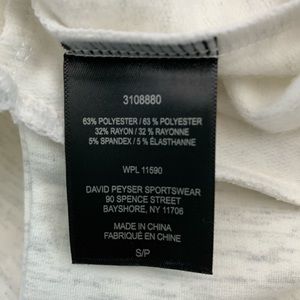 3108880
63% POLYESTER / 63 % POLYESTER
32% RAYON / 32 % RAYONNE
5% SPANDEX / 5 % ÉLASTHANNE
WPL 11590
DAVID PEYSER SPORTSWEAR
90 SPENCE STREET
BAYSHORE, NY 11706
MADE IN CHINA
FABRIQUÉ EN CHINE
S/P